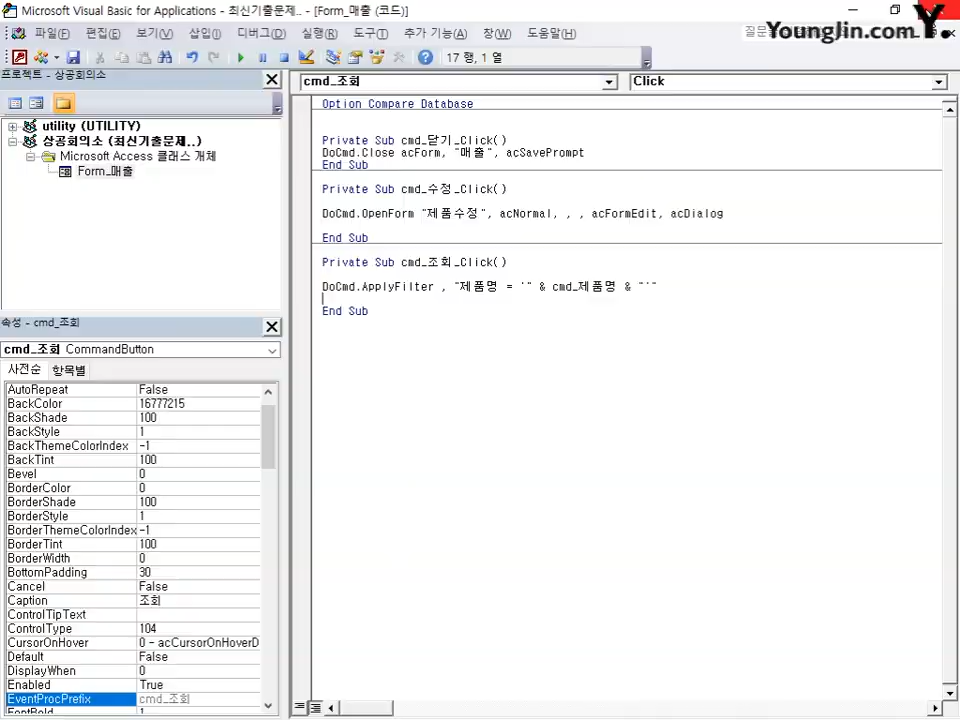 Microsoft Visual Basic for Applications - 최신기출문제.. - [Form_매출 (코드)]
파일(F) 편집(E) 보기(V) 삽입(I) 디버그(D) 실행(R) 도구(T) 추가 기능(A) 창(W) 도움말(H)
Younglin.com Y.
17 행, 1 열
프로젝트 - 상공회의소
utility (UTILITY)
상공회의소 (최신기출문제..)
Microsoft Access 클래스 개체
Form_매출
속성 - cmd_조회
cmd_조회 CommandButton
사전순 항목별
AutoRepeat False
BackColor 16777215
BackShade 100
BackStyle 1
BackThemeColorIndex -1
BackTint 100
Bevel 0
BorderColor 0
BorderShade 100
BorderStyle 1
BorderThemeColorIndex -1
BorderTint 100
BorderWidth 0
BottomPadding 30
Cancel False
Caption 조회
ControlTipText
ControlType 104
CursorOnHover 0 - acCursorOnHoverD
Default False
DisplayWhen 0
Enabled True
EventProcPrefix cmd_조회
FontBold 1
cmd_조회 Click
Option Compare Database
Private Sub cmd_닫기_Click()
DoCmd.Close acForm, "매출", acSavePrompt
End Sub
Private Sub cmd_수정_Click()
DoCmd.OpenForm "제품수정", acNormal, , , acFormEdit, acDialog
End Sub
Private Sub cmd_조회_Click()
DoCmd.ApplyFilter , "제품명 = '" & cmd_제품명 & "'"
End Sub